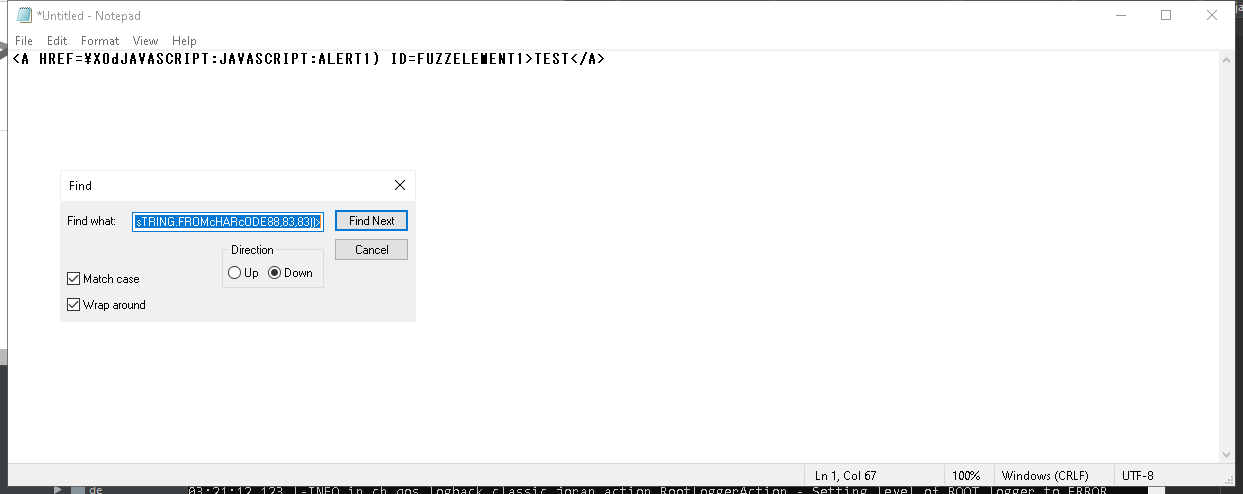 *Untitled - Notepad
File Edit Format View Help
<A HREF=¥X0dJAVASCRIPT:JAVASCRIPT:ALERT1) ID=FUZZELEMENT1>TEST</A>
Find
Find what: sTRING.FROMcHARcODE88,83,83))> Find Next
Direction Cancel
Up Down
Match case
Wrap around
Ln 1, Col 67 100% Windows (CRLF) UTF-8
de 03:21:12,123 |-INFO in ch.qos.logback.classic.joran.action.RootLoggerAction - Setting level of ROOT logger to ERROR